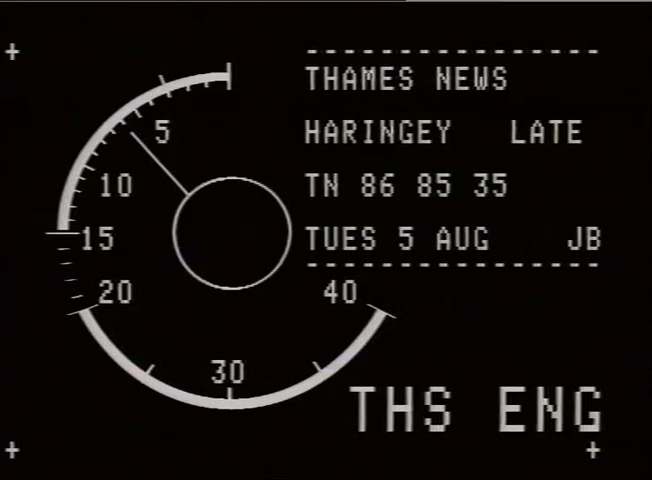 THAMES NEWS
HARINGEY LATE
TN 86 85 35
TUES 5 AUG JB
5
10
15
20
30
40
THS ENG